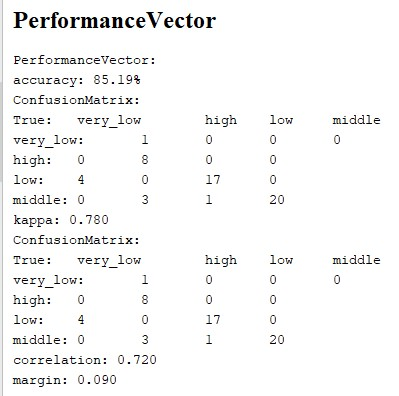 PerformanceVector
PerformanceVector:
accuracy: 85.19%
ConfusionMatrix:
True: very_low high low middle
very_low: 1 0 0 0
high: 0 8 0 0
low: 4 0 17 0
middle: 0 3 1 20
kappa: 0.780
ConfusionMatrix:
True: very_low high low middle
very_low: 1 0 0 0
high: 0 8 0 0
low: 4 0 17 0
middle: 0 3 1 20
correlation: 0.720
margin: 0.090